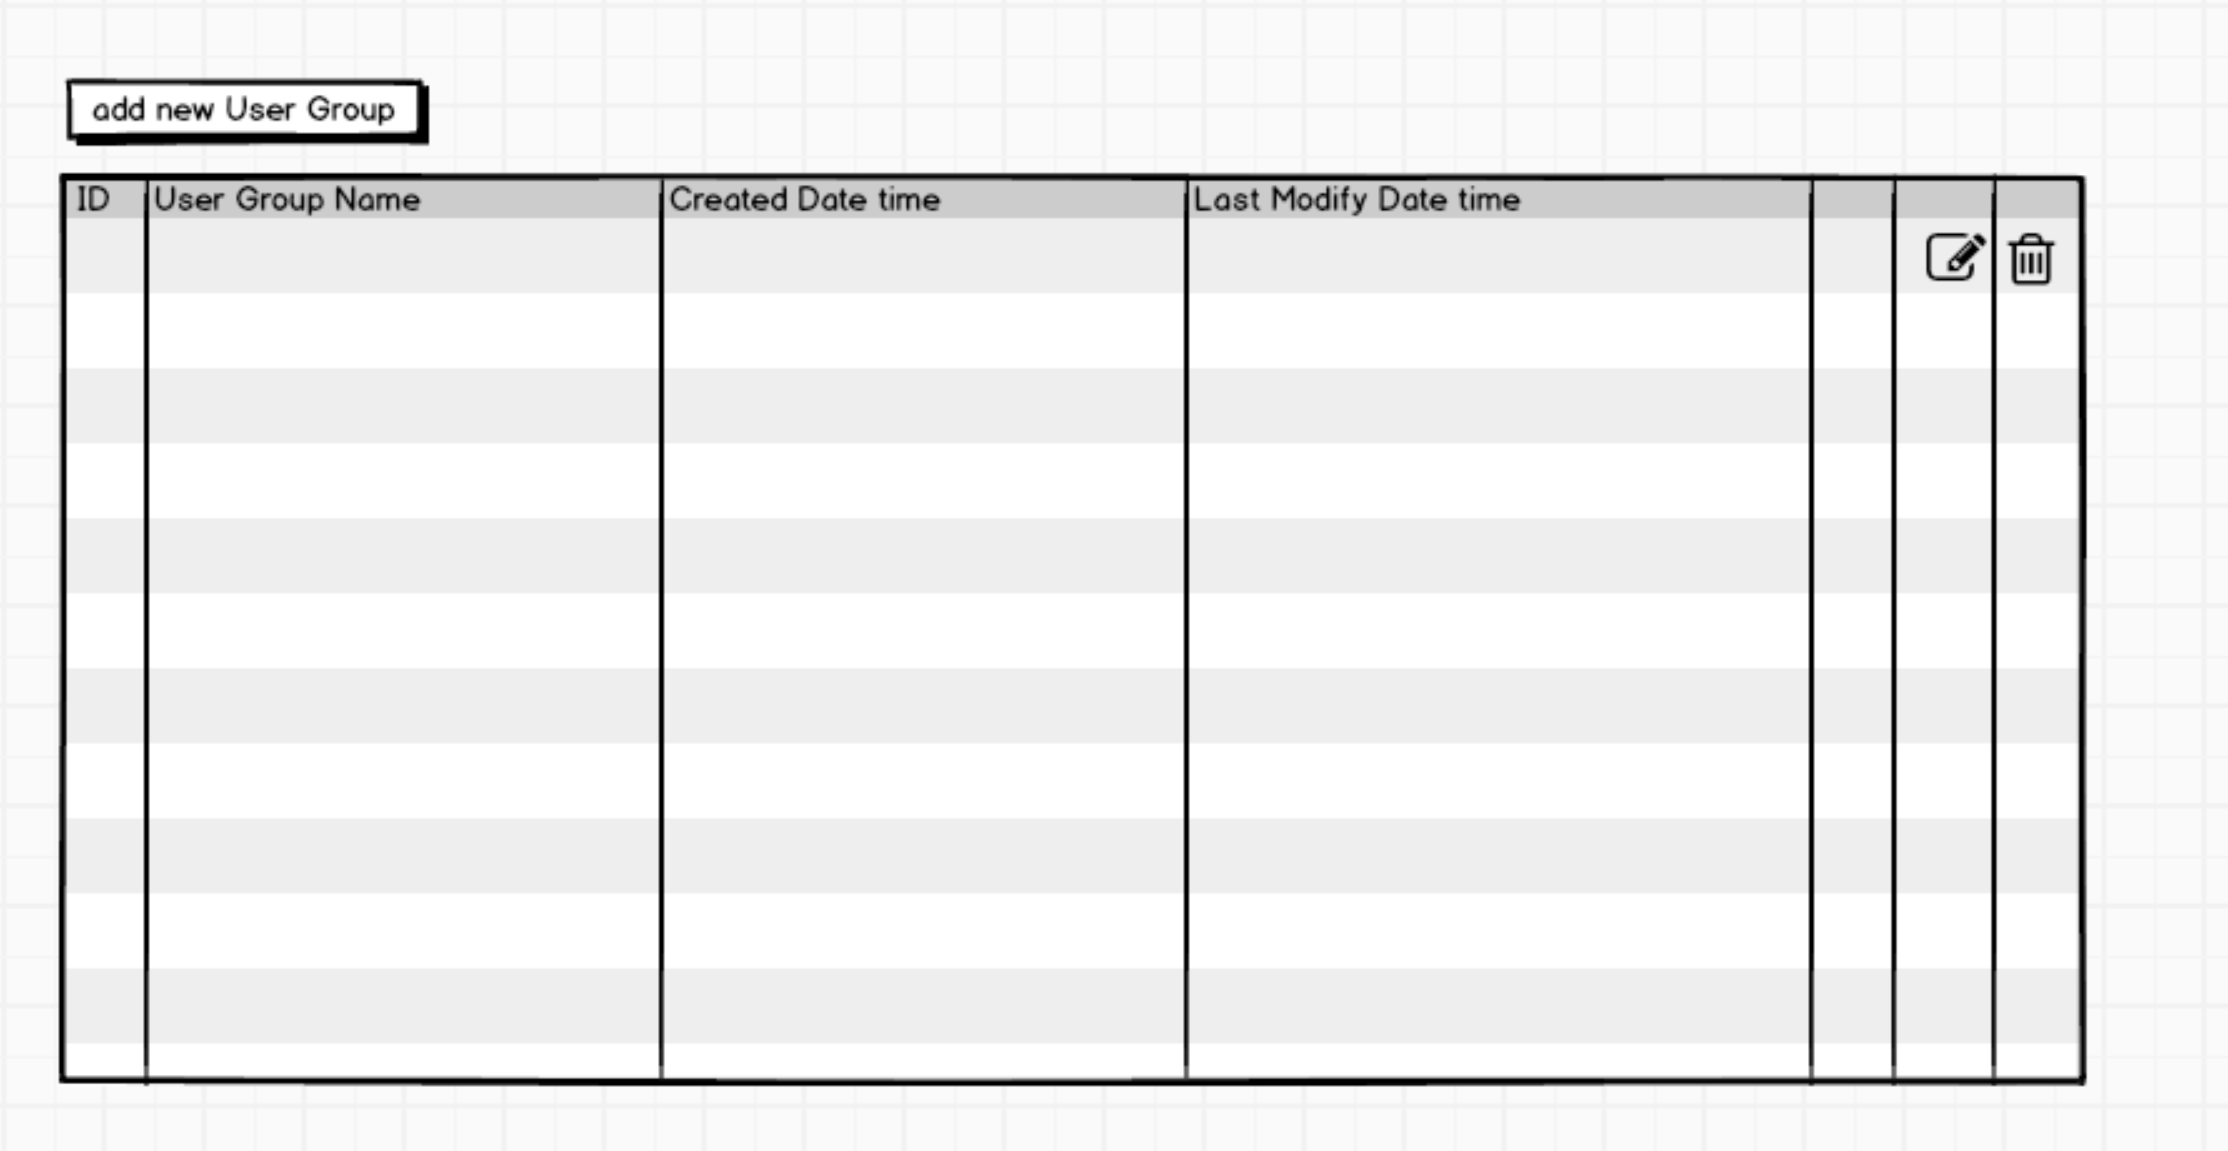 add new User Group
ID User Group Name Created Date time Last Modify Date time